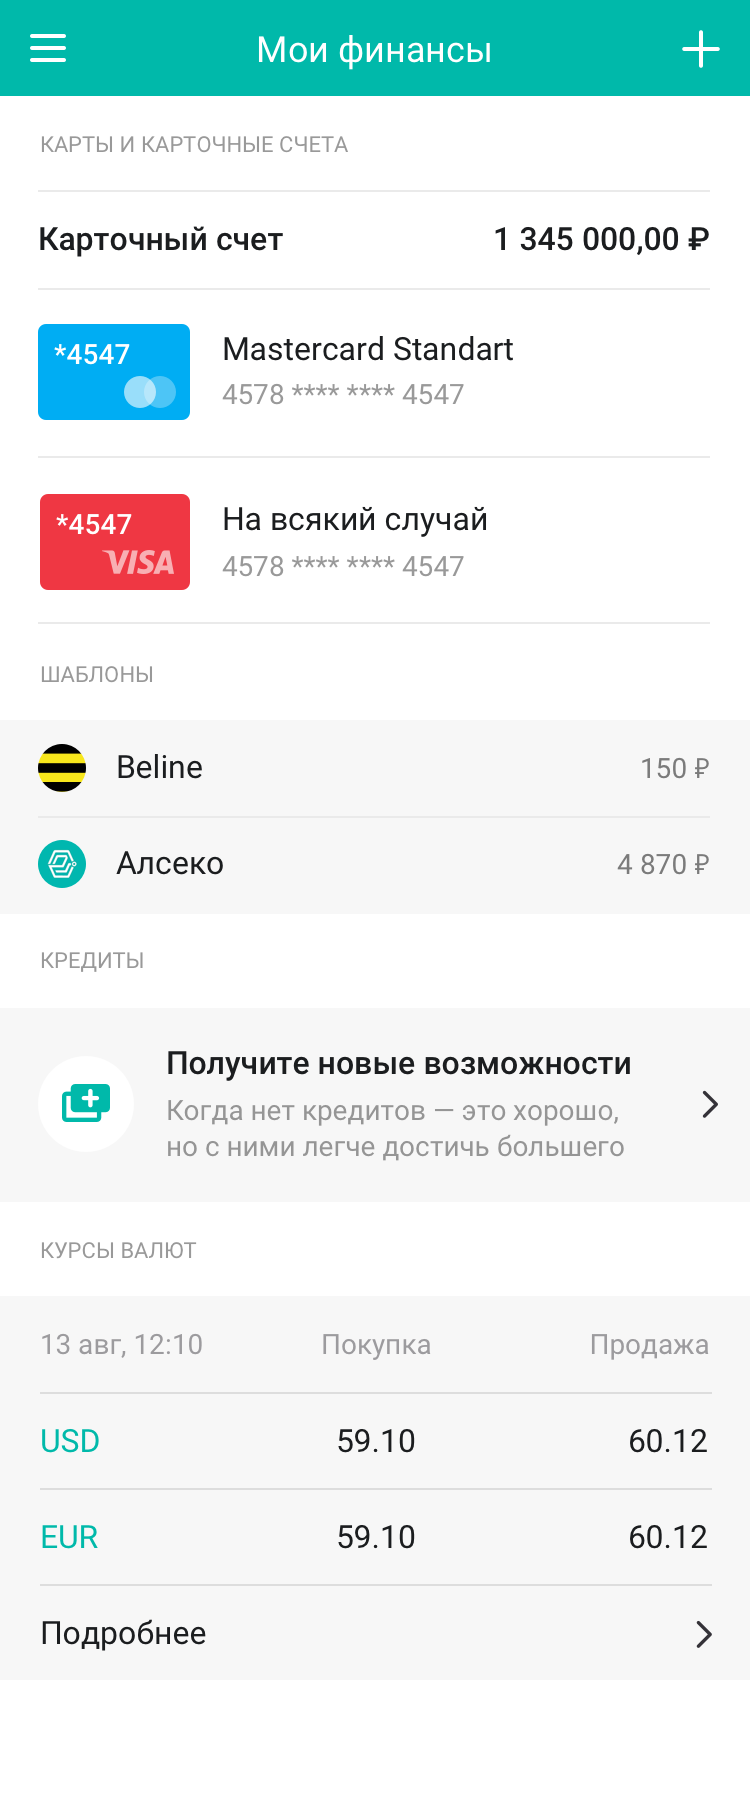 Мои финансы
КАРТЫ И КАРТОЧНЫЕ СЧЕТА
Карточный счет 1 345 000,00 ₽
*4547
Mastercard Standart
4578 **** **** 4547
*4547
VISA
На всякий случай
4578 **** **** 4547
ШАБЛОНЫ
Beline 150 ₽
Алсеко 4 870 ₽
КРЕДИТЫ
Получите новые возможности
Когда нет кредитов — это хорошо,
но с ними легче достичь большего
КУРСЫ ВАЛЮТ
13 авг, 12:10 Покупка Продажа
USD 59.10 60.12
EUR 59.10 60.12
Подробнее